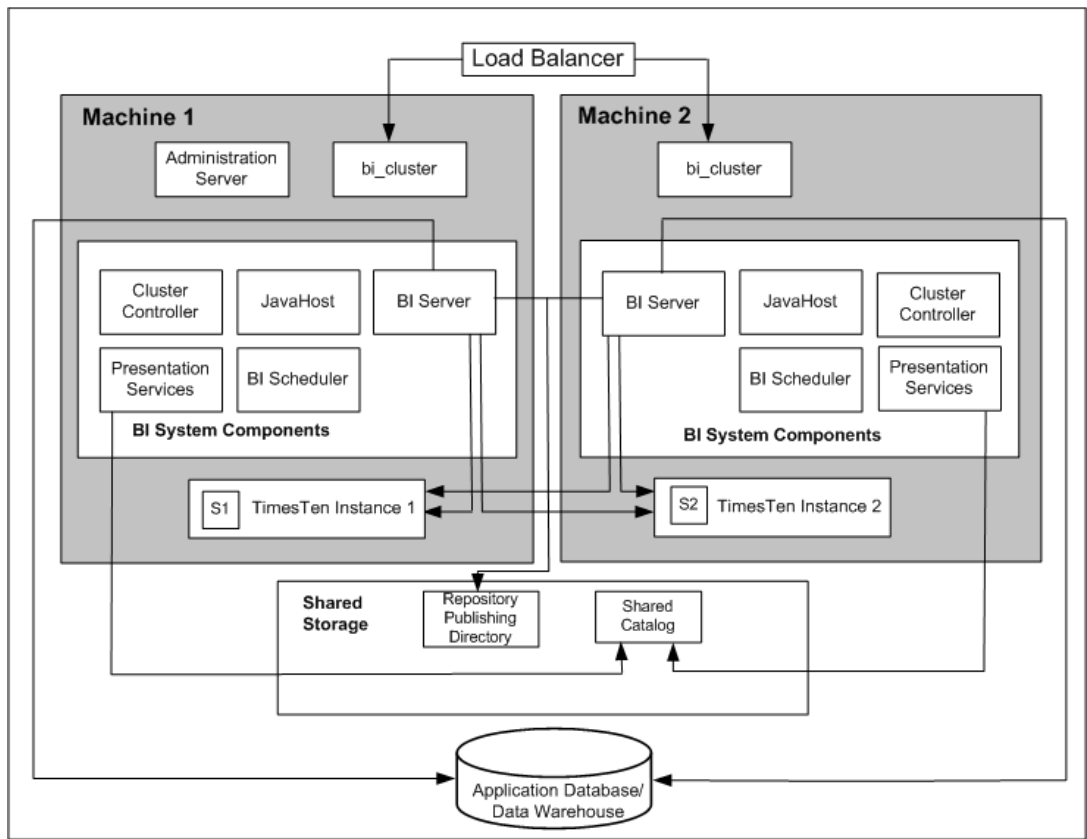 Load Balancer
Machine 1
Administration
Server
bi_cluster
Cluster
Controller
JavaHost
BI Server
Presentation
Services
BI Scheduler
BI System Components
S1
TimesTen Instance 1
Machine 2
bi_cluster
BI Server
JavaHost
Cluster
Controller
BI Scheduler
Presentation
Services
BI System Components
S2
TimesTen Instance 2
Shared
Storage
Repository
Publishing
Directory
Shared
Catalog
Application Database/
Data Warehouse